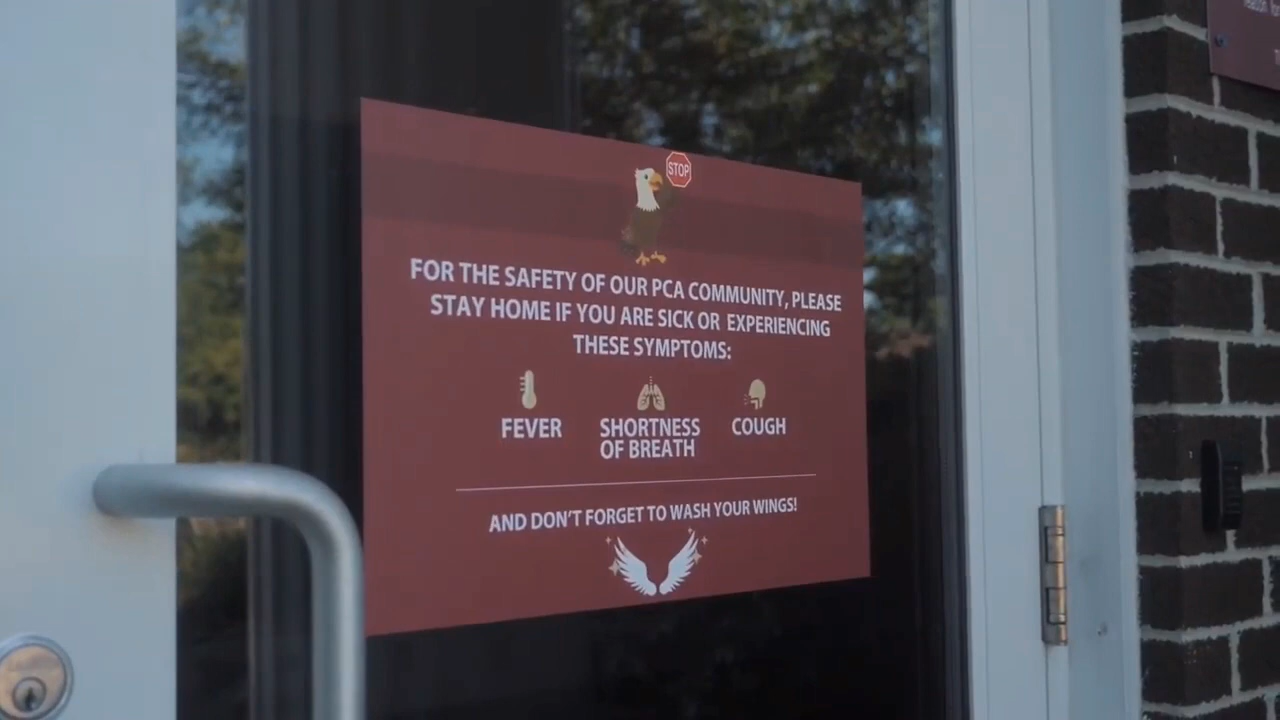 STOP
FOR THE SAFETY OF OUR PCA COMMUNITY, PLEASE
STAY HOME IF YOU ARE SICK OR EXPERIENCING
THESE SYMPTOMS:
FEVER
SHORTNESS
OF BREATH
COUGH
AND DON'T FORGET TO WASH YOUR WINGS!